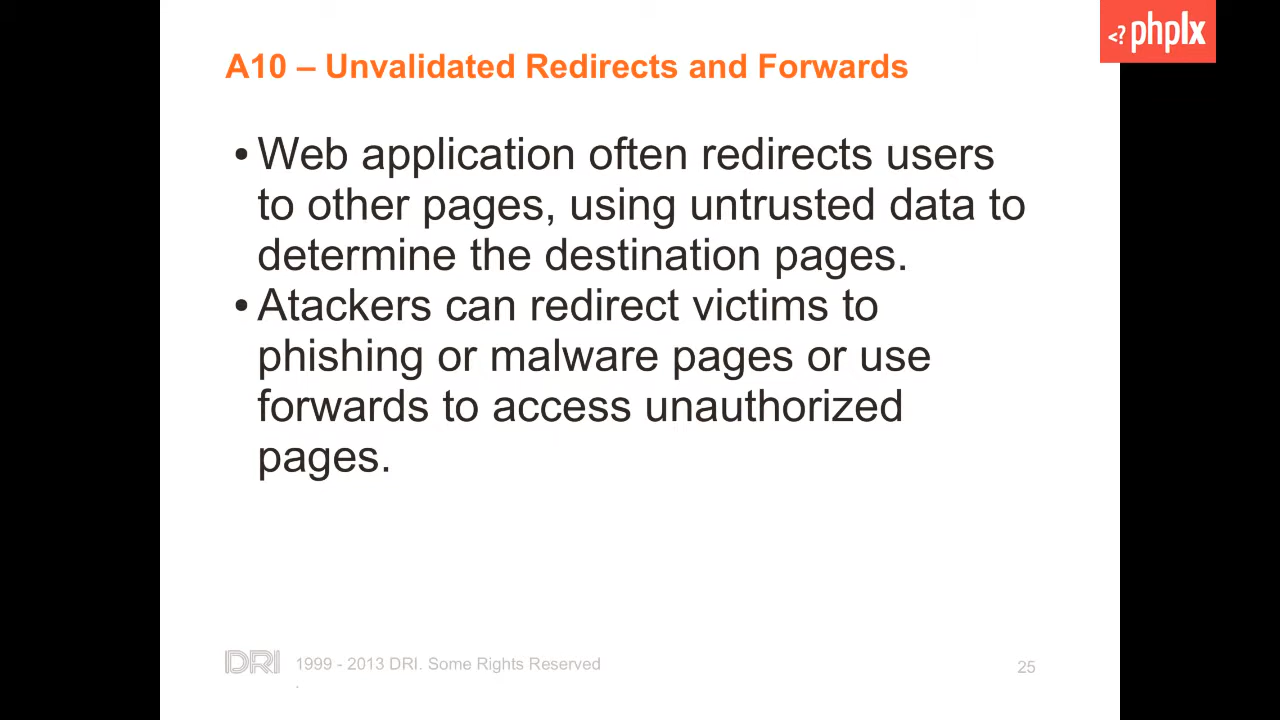 <? phplx
A10 – Unvalidated Redirects and Forwards
• Web application often redirects users
to other pages, using untrusted data to
determine the destination pages.
• Atackers can redirect victims to
phishing or malware pages or use
forwards to access unauthorized
pages.
DRI 1999 - 2013 DRI. Some Rights Reserved
.
25